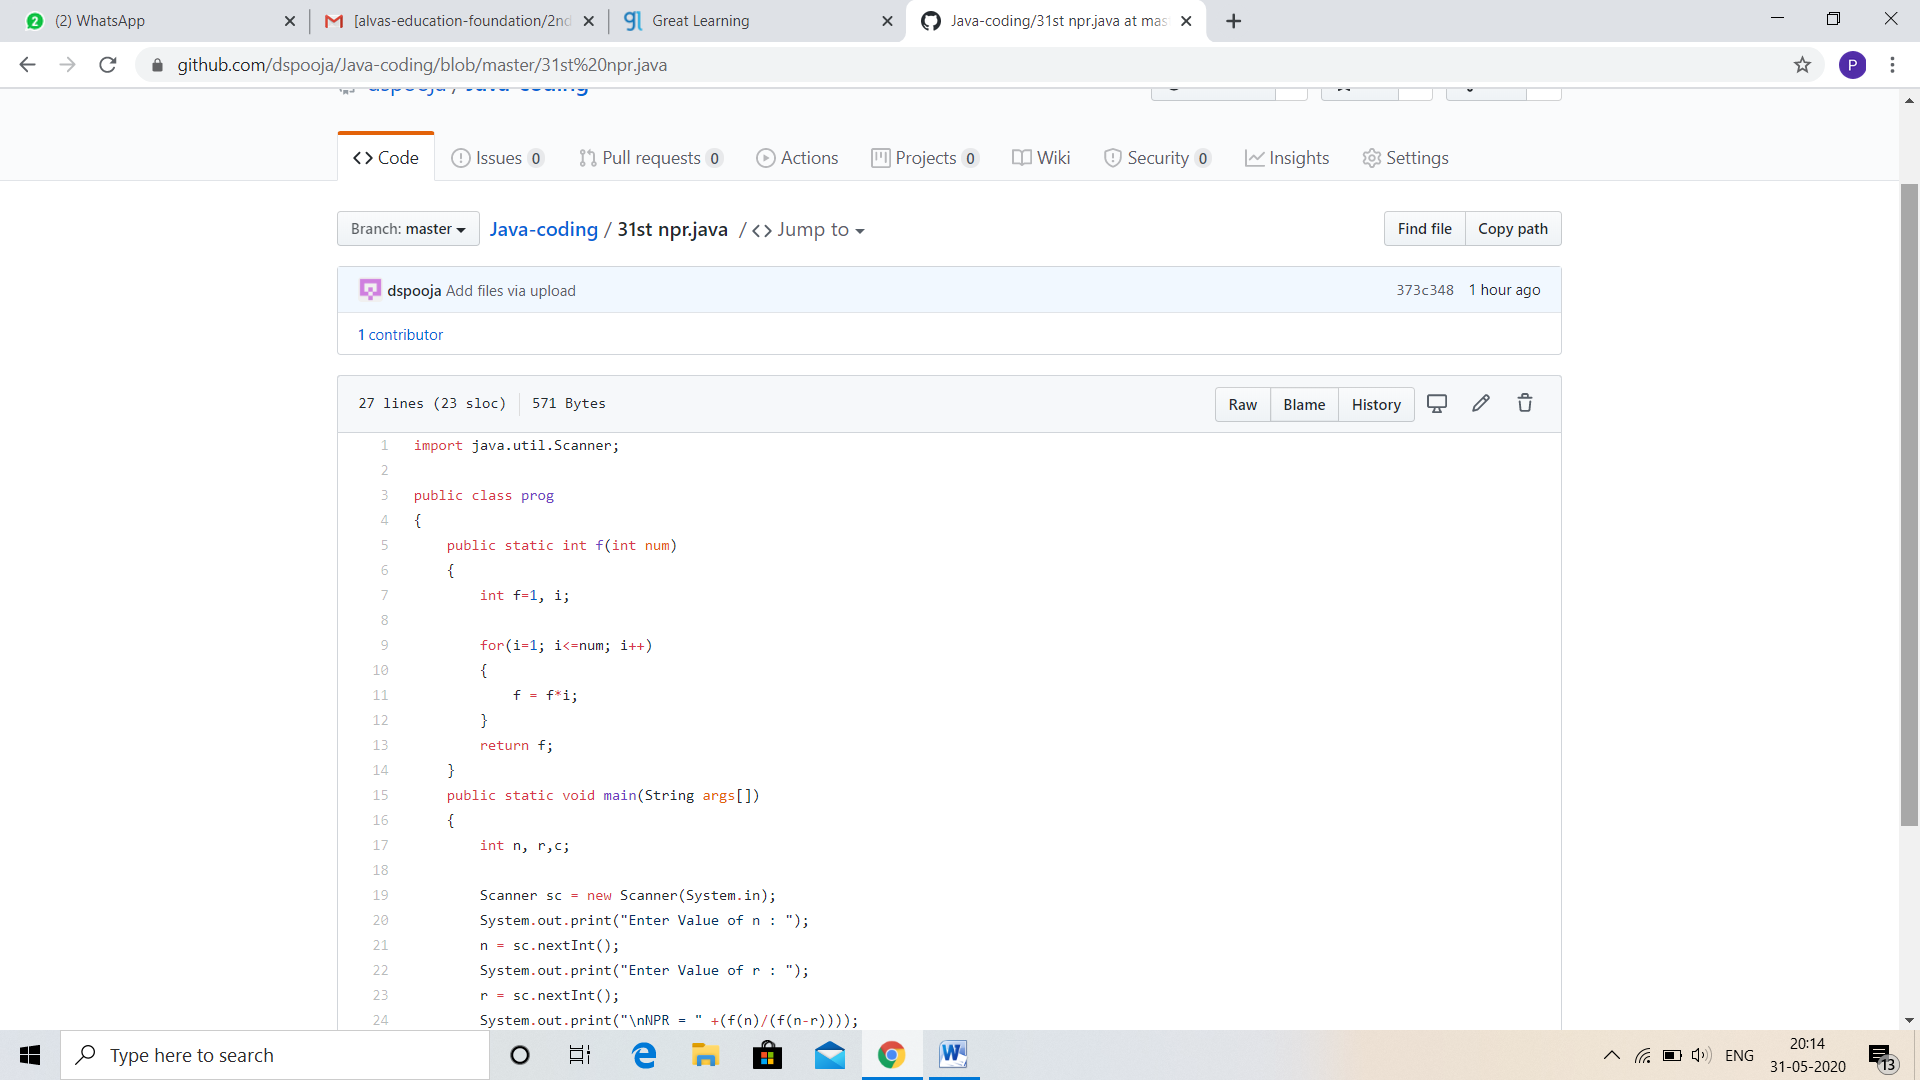 (2) WhatsApp
[alvas-education-foundation/2nd
Great Learning
Java-coding/31st npr.java at mas
github.com/dspooja/Java-coding/blob/master/31st%20npr.java
P
dspooja / Java-coding
Code
Issues 0
Pull requests 0
Actions
Projects 0
Wiki
Security 0
Insights
Settings
Branch: master
Java-coding / 31st npr.java / <> Jump to
Find file
Copy path
dspooja Add files via upload
373c348 1 hour ago
1 contributor
27 lines (23 sloc) 571 Bytes
Raw
Blame
History
1 import java.util.Scanner;
2
3 public class prog
4 {
5 public static int f(int num)
6 {
7 int f=1, i;
8
9 for(i=1; i<=num; i++)
10 {
11 f = f*i;
12 }
13 return f;
14 }
15 public static void main(String args[])
16 {
17 int n, r,c;
18
19 Scanner sc = new Scanner(System.in);
20 System.out.print("Enter Value of n : ");
21 n = sc.nextInt();
22 System.out.print("Enter Value of r : ");
23 r = sc.nextInt();
24 System.out.print("\nNPR = " +(f(n)/(f(n-r))));
Type here to search
ENG
20:14
31-05-2020
13